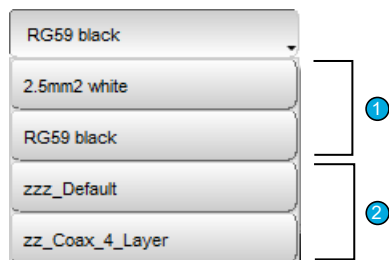 RG59 black
2.5mm2 white
1
RG59 black
zzz_Default
2
zz_Coax_4_Layer